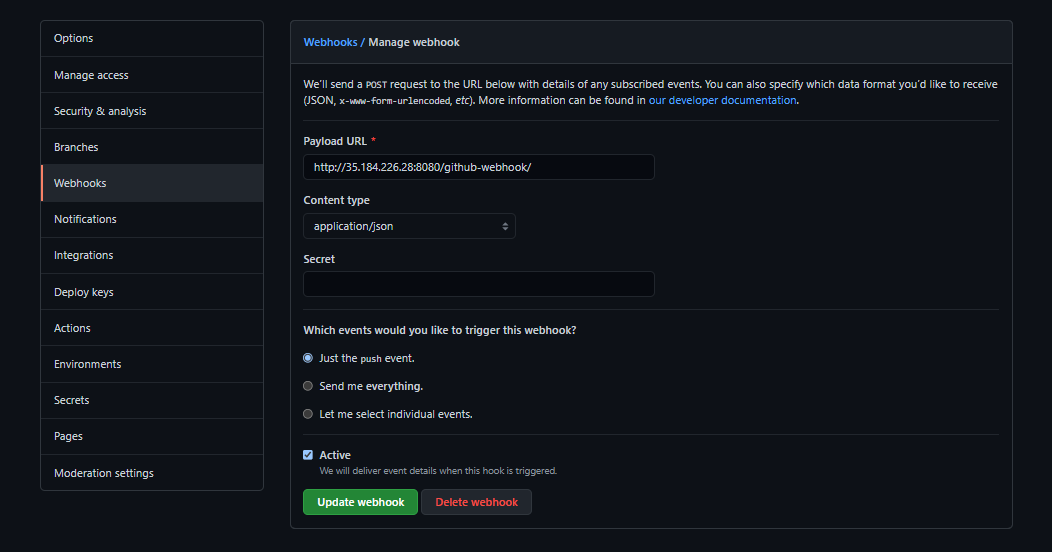 Options
Manage access
Security & analysis
Branches
Webhooks
Notifications
Integrations
Deploy keys
Actions
Environments
Secrets
Pages
Moderation settings
Webhooks / Manage webhook
We'll send a POST request to the URL below with details of any subscribed events. You can also specify which data format you'd like to receive
(JSON, x-www-form-urlencoded, etc). More information can be found in our developer documentation.
Payload URL *
http://35.184.226.28:8080/github-webhook/
Content type
application/json
Secret
Which events would you like to trigger this webhook?
Just the push event.
Send me everything.
Let me select individual events.
Active
We will deliver event details when this hook is triggered.
Update webhook Delete webhook